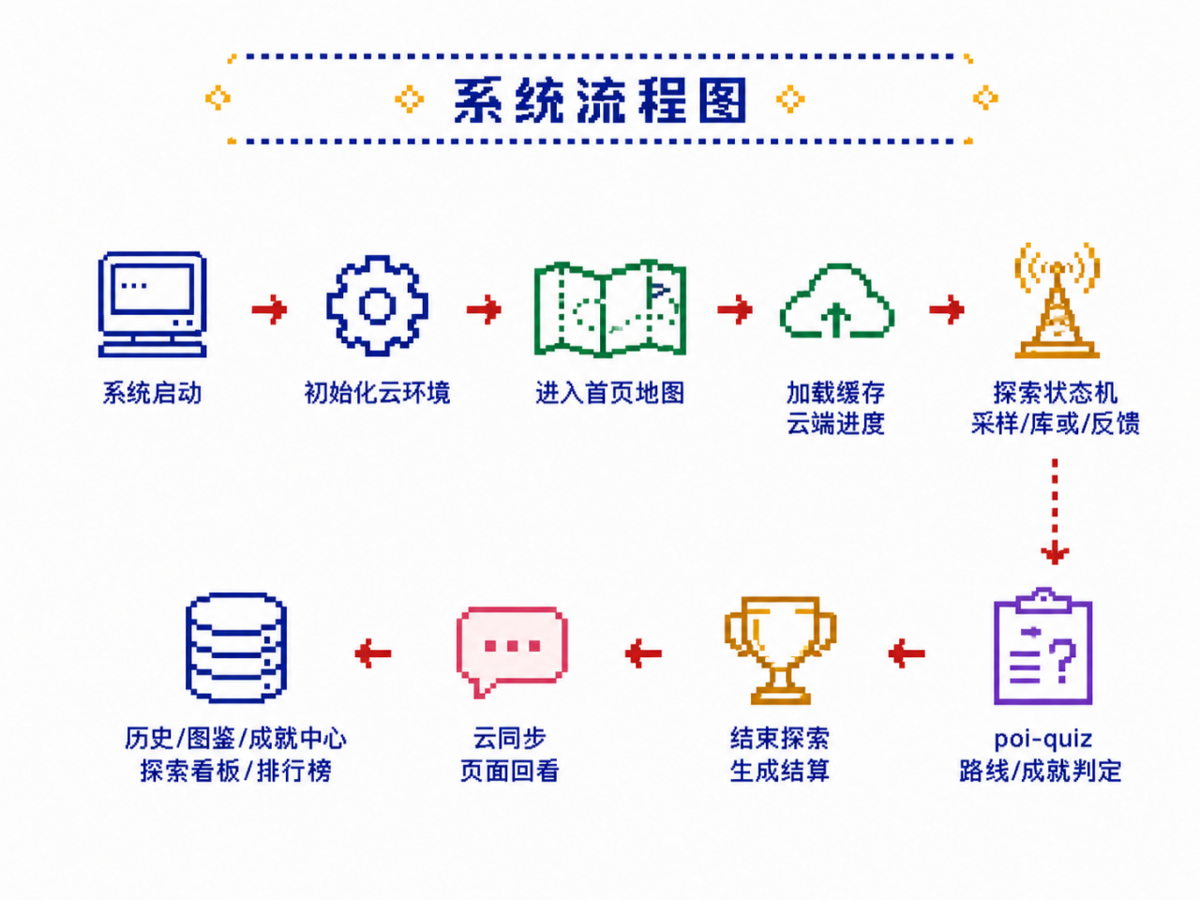 系统流程图
系统启动
初始化云环境
进入首页地图
加载缓存
云端进度
探索状态机
采样/库或/反馈
poi-quiz
路线/成就判定
结束探索
生成结算
云同步
页面回看
历史/图鉴/成就中心
探索看板/排行榜